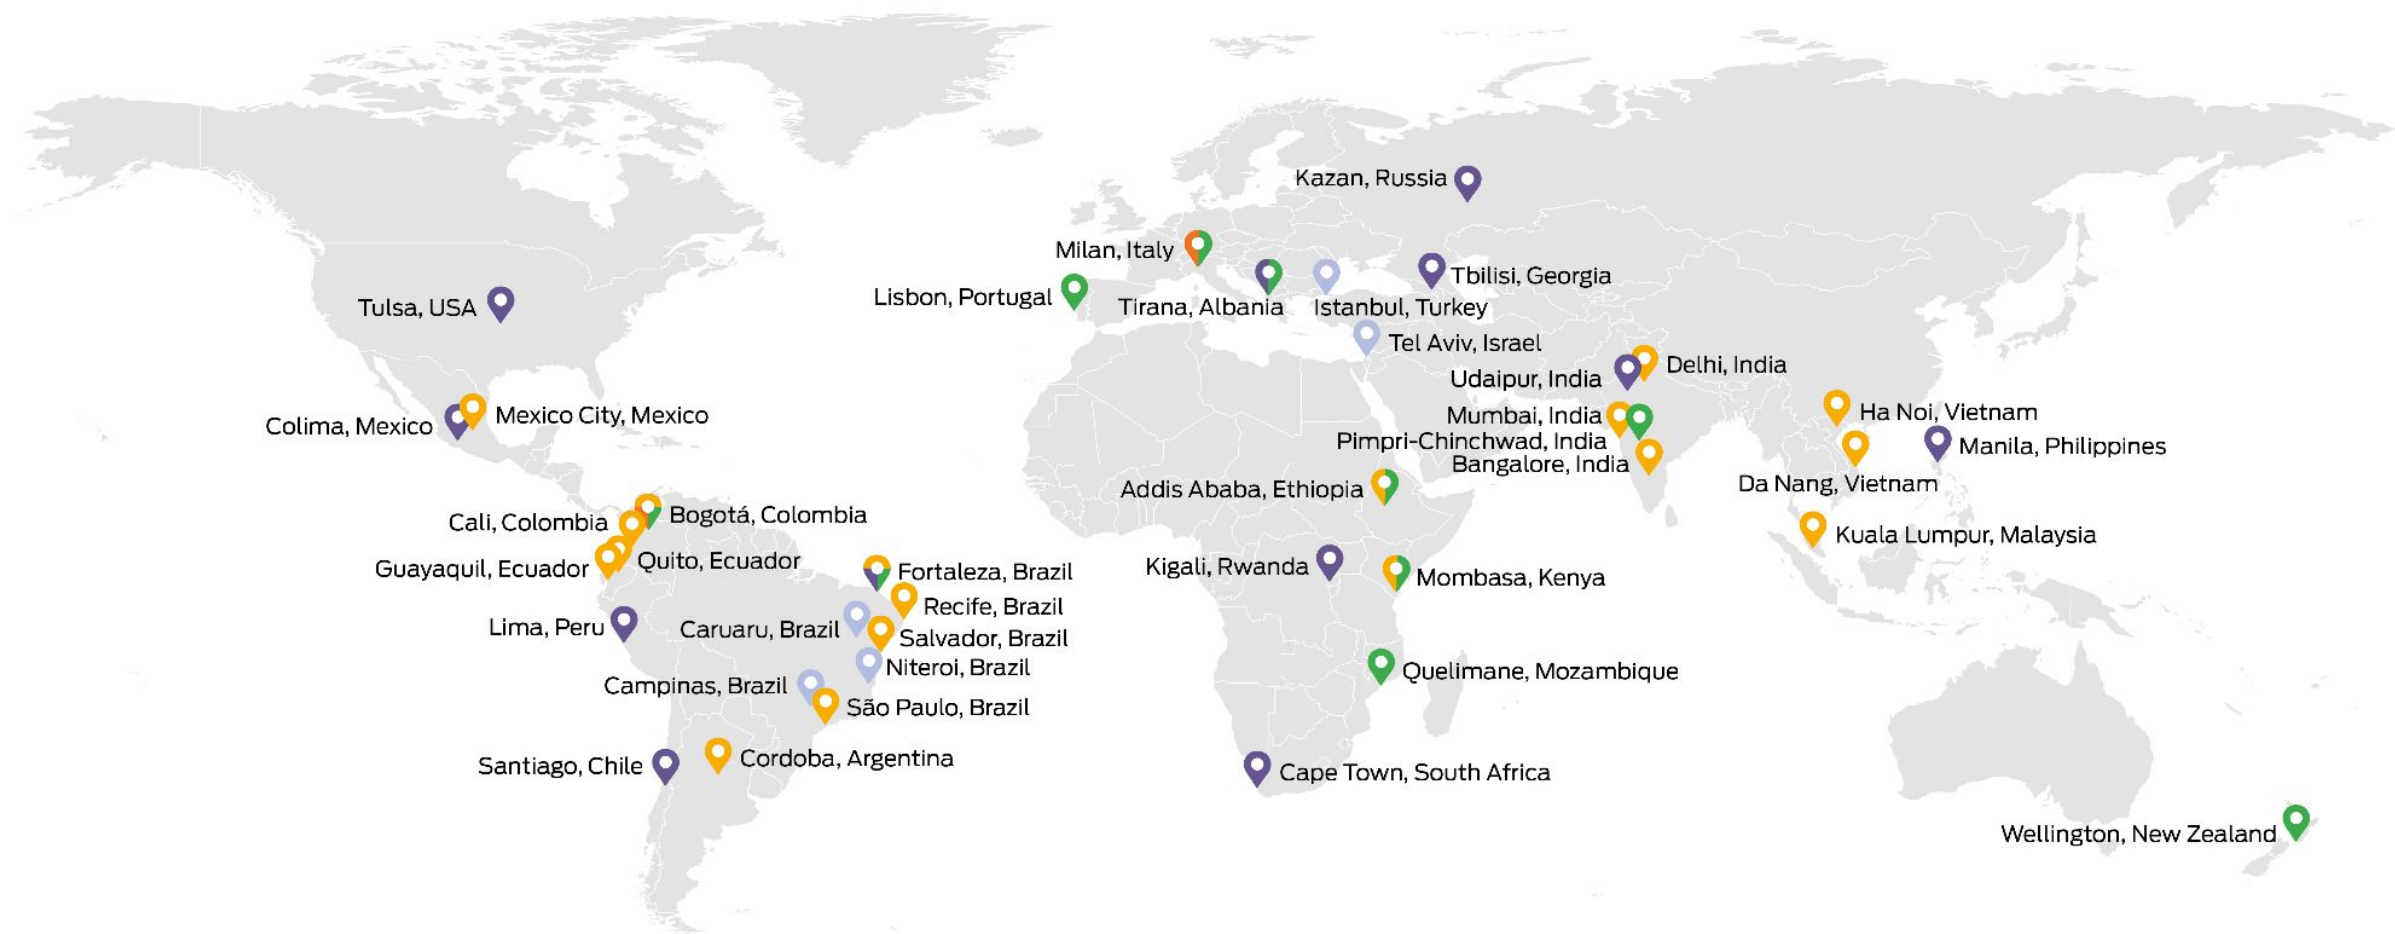 Kazan, Russia
Milan, Italy
Tbilisi, Georgia
Lisbon, Portugal
Tirana, Albania
Istanbul, Turkey
Tulsa, USA
Tel Aviv, Israel
Delhi, India
Udaipur, India
Colima, Mexico
Mexico City, Mexico
Mumbai, India
Ha Noi, Vietnam
Pimpri-Chinchwad, India
Manila, Philippines
Bangalore, India
Addis Ababa, Ethiopia
Da Nang, Vietnam
Cali, Colombia
Bogotá, Colombia
Kuala Lumpur, Malaysia
Guayaquil, Ecuador
Quito, Ecuador
Fortaleza, Brazil
Kigali, Rwanda
Mombasa, Kenya
Recife, Brazil
Lima, Peru
Caruaru, Brazil
Salvador, Brazil
Niteroi, Brazil
Quelimane, Mozambique
Campinas, Brazil
São Paulo, Brazil
Santiago, Chile
Cordoba, Argentina
Cape Town, South Africa
Wellington, New Zealand